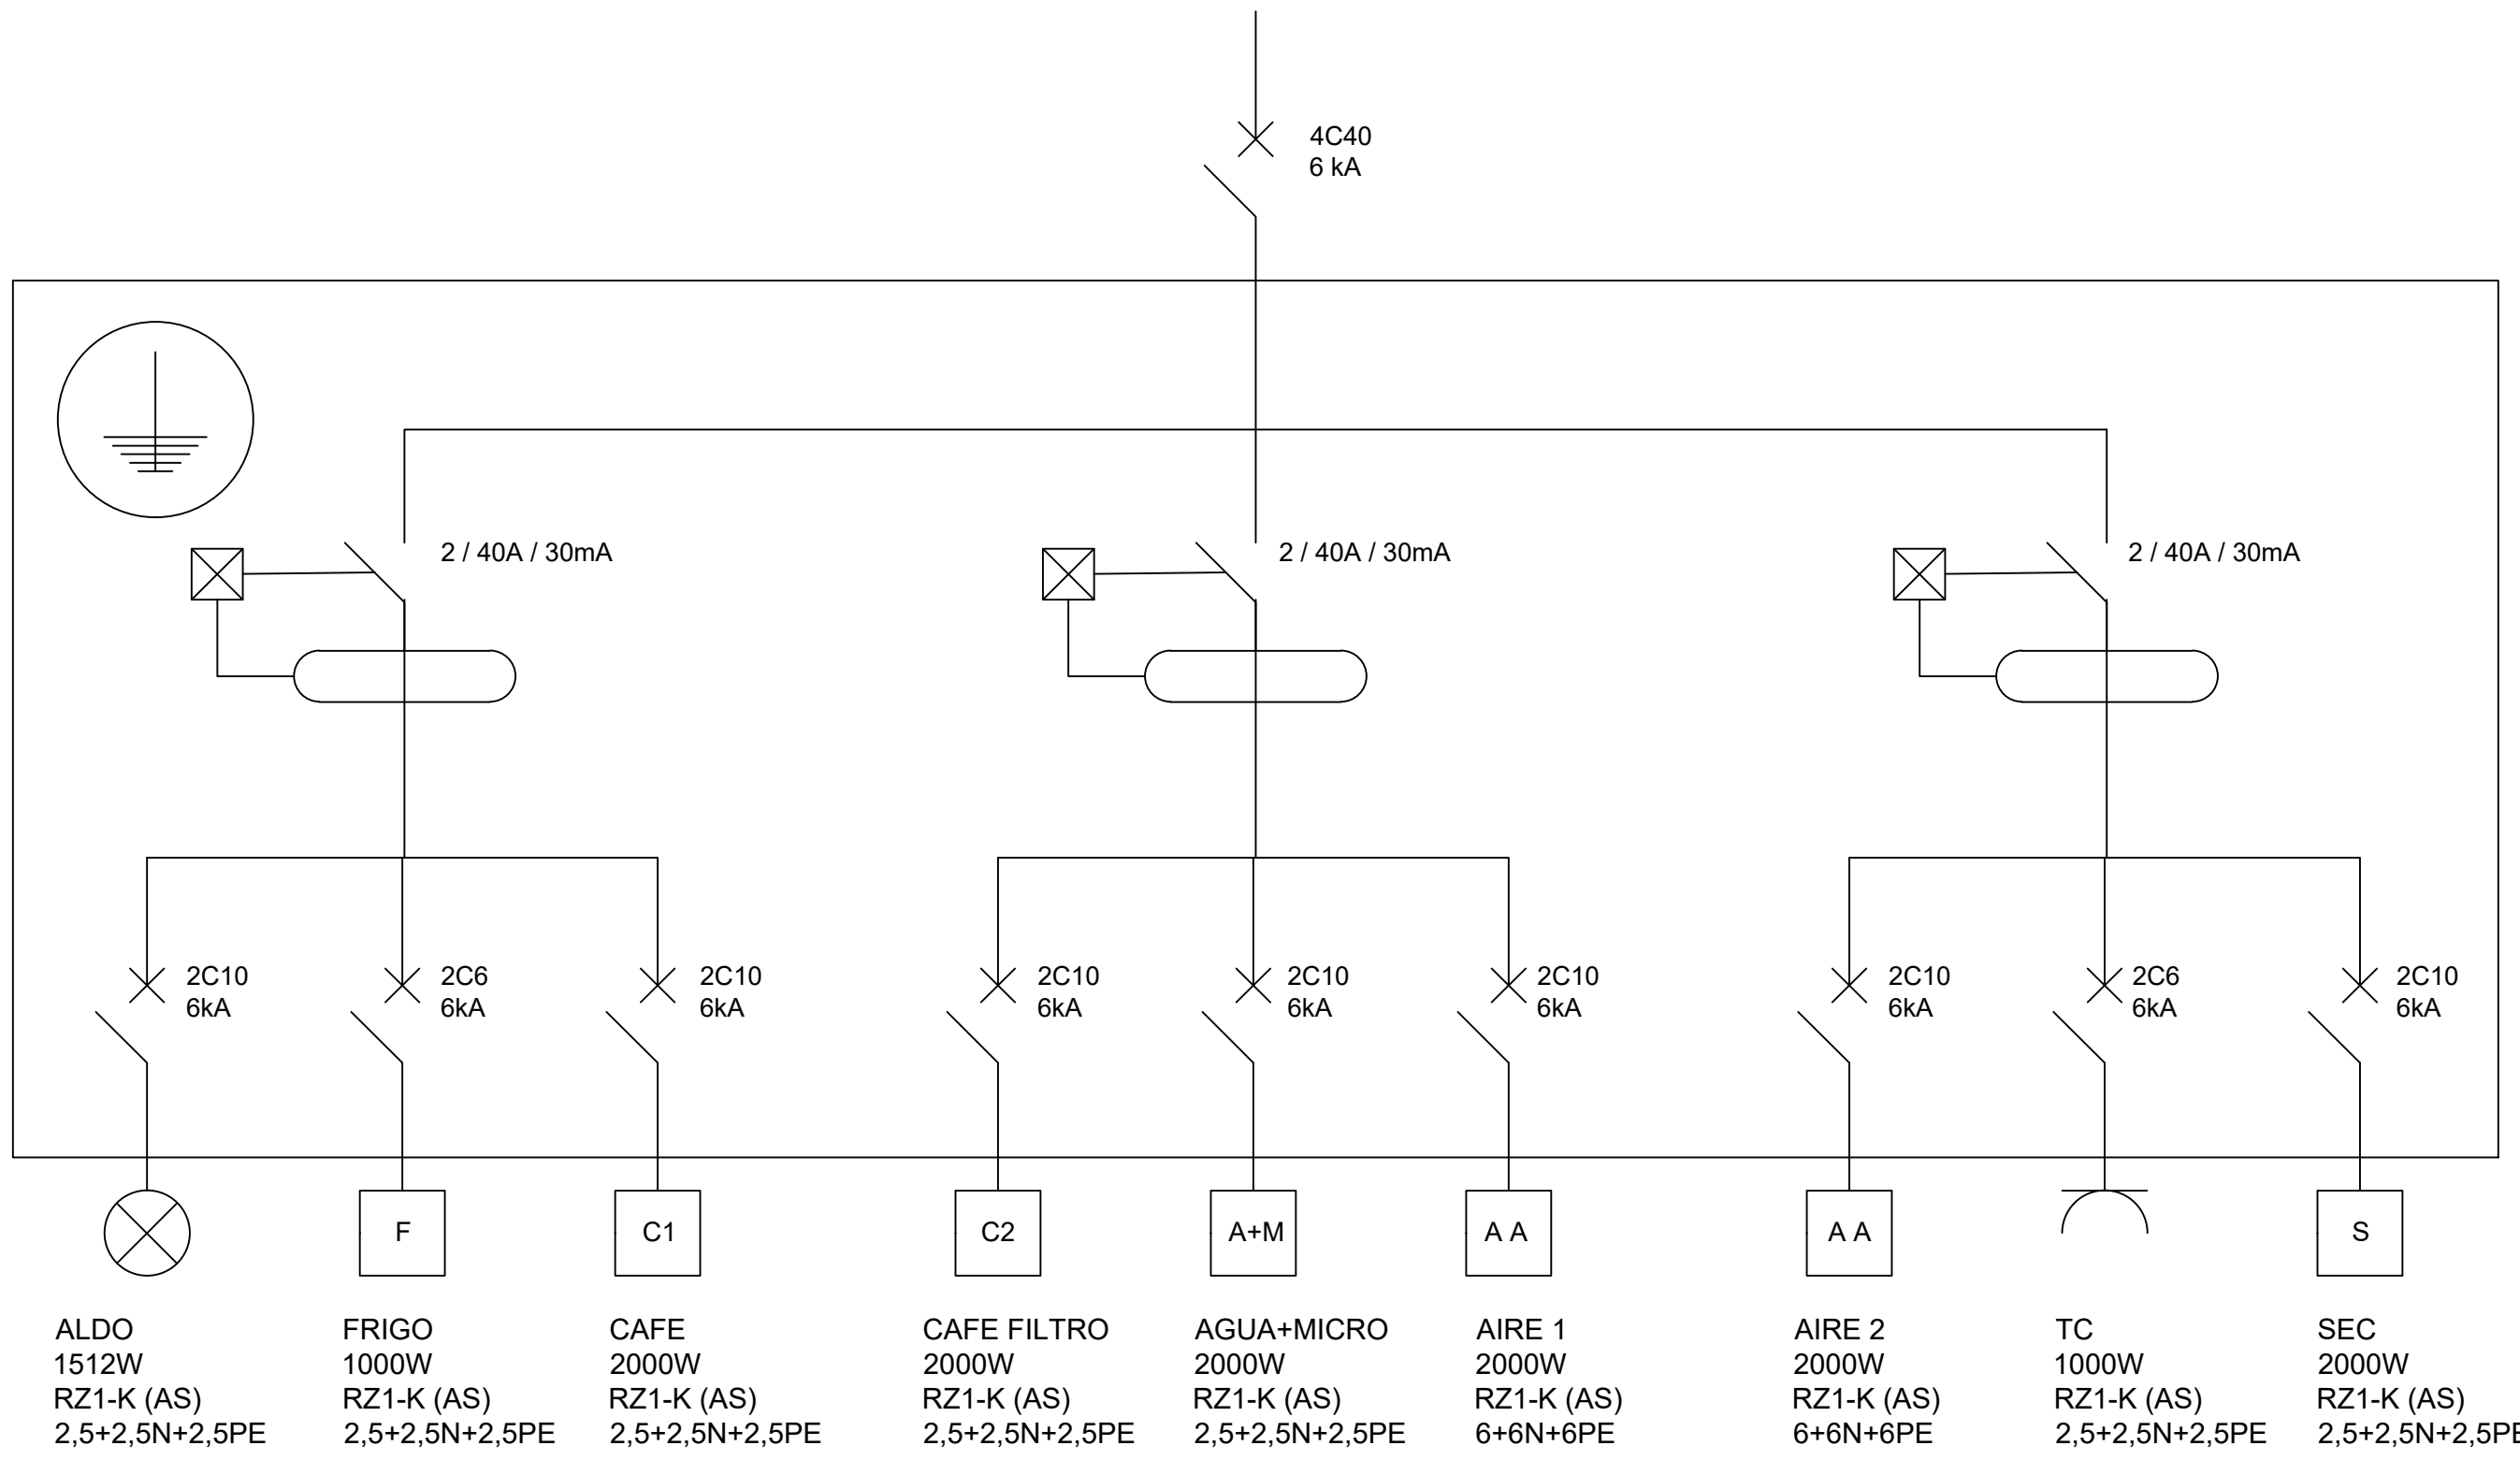 4C40
6 kA
2 / 40A / 30mA
2 / 40A / 30mA
2 / 40A / 30mA
2C10
6kA
2C6
6kA
2C10
6kA
2C10
6kA
2C10
6kA
2C10
6kA
2C10
6kA
2C6
6kA
2C10
6kA
F
C1
C2
A+M
A A
A A
S
ALDO
1512W
RZ1-K (AS)
2,5+2,5N+2,5PE
FRIGO
1000W
RZ1-K (AS)
2,5+2,5N+2,5PE
CAFE
2000W
RZ1-K (AS)
2,5+2,5N+2,5PE
CAFE FILTRO
2000W
RZ1-K (AS)
2,5+2,5N+2,5PE
AGUA+MICRO
2000W
RZ1-K (AS)
2,5+2,5N+2,5PE
AIRE 1
2000W
RZ1-K (AS)
6+6N+6PE
AIRE 2
2000W
RZ1-K (AS)
6+6N+6PE
TC
1000W
RZ1-K (AS)
2,5+2,5N+2,5PE
SEC
2000W
RZ1-K (AS)
2,5+2,5N+2,5PE